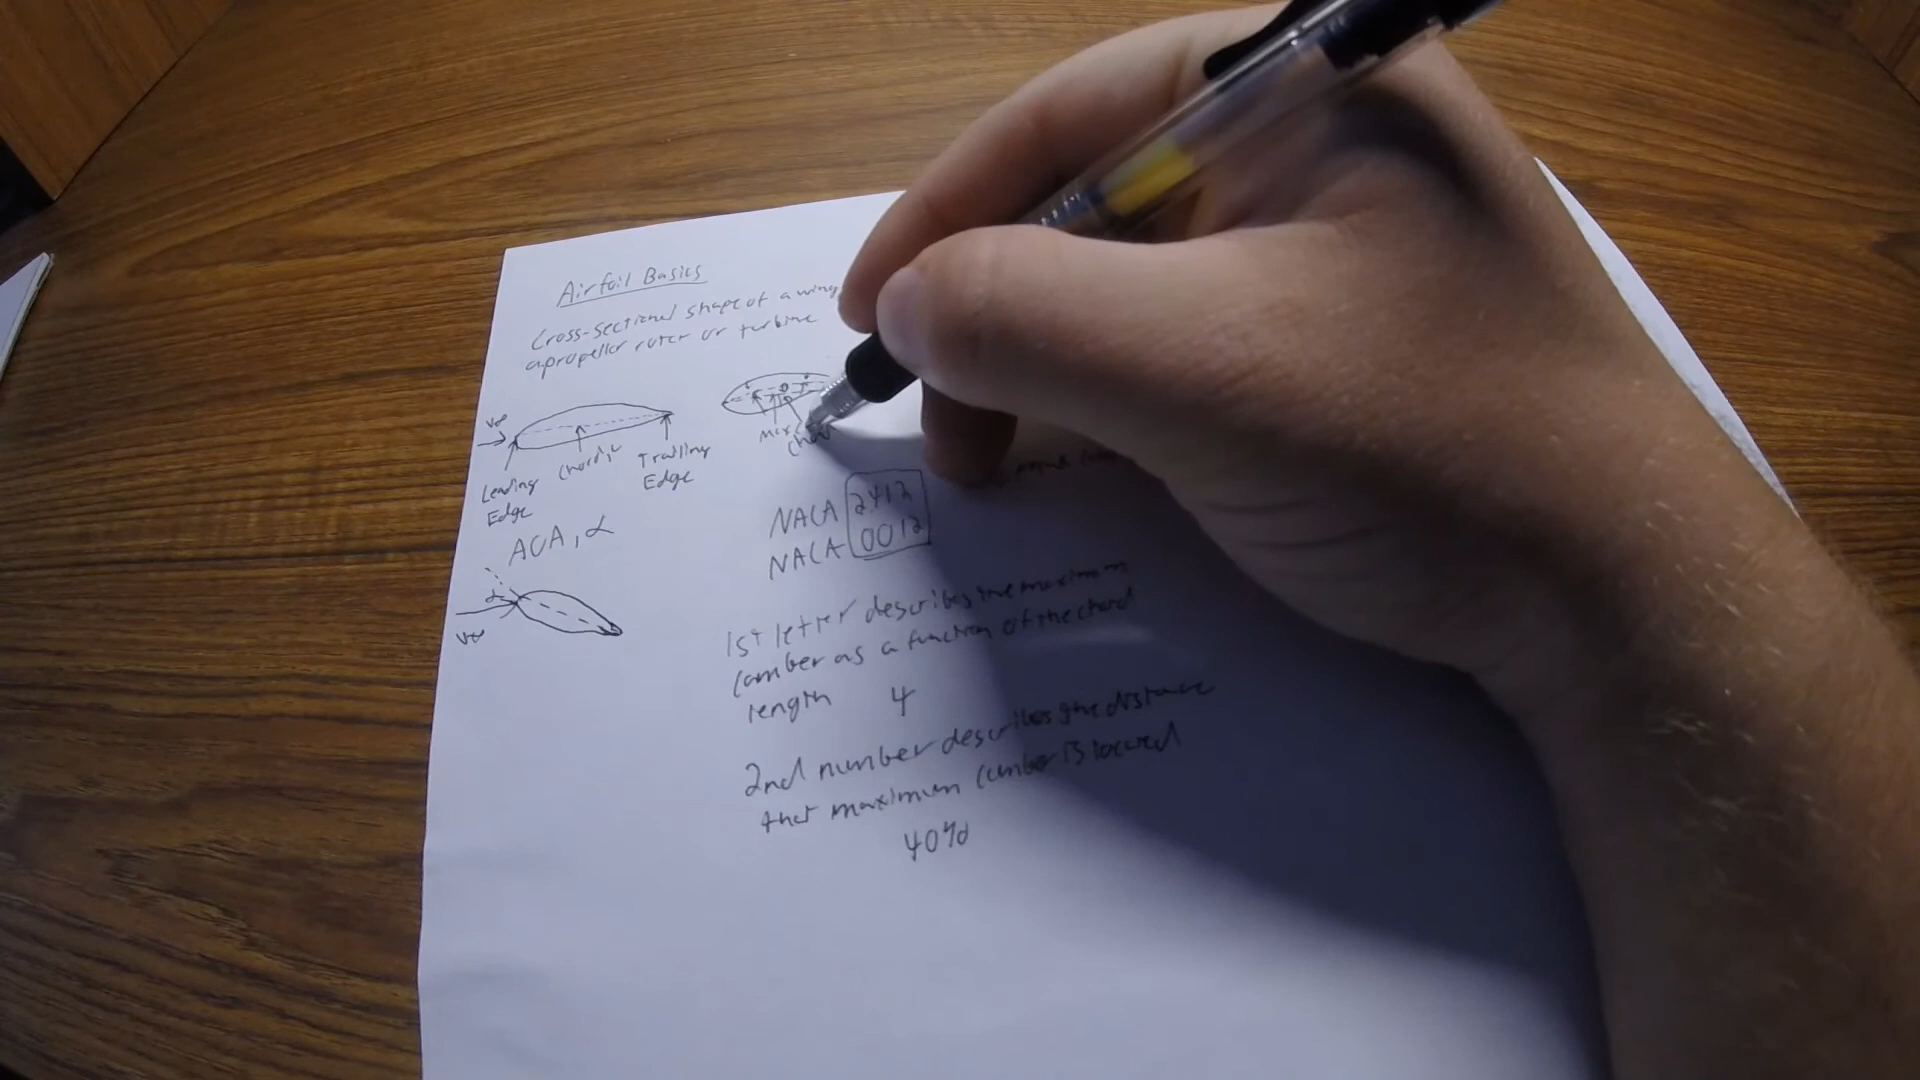 Airfoil Basics
Cross-sectional shape of a wing
a propeller rotor or turbine
V∞
Leading
Edge
chord, c
Trailing
Edge
AOA, α
α
V∞
Max
NACA 2412
NACA 0012
1st letter describes the maximum
camber as a function of the chord
length 4
2nd number describes the distance
that maximum camber is located
40%